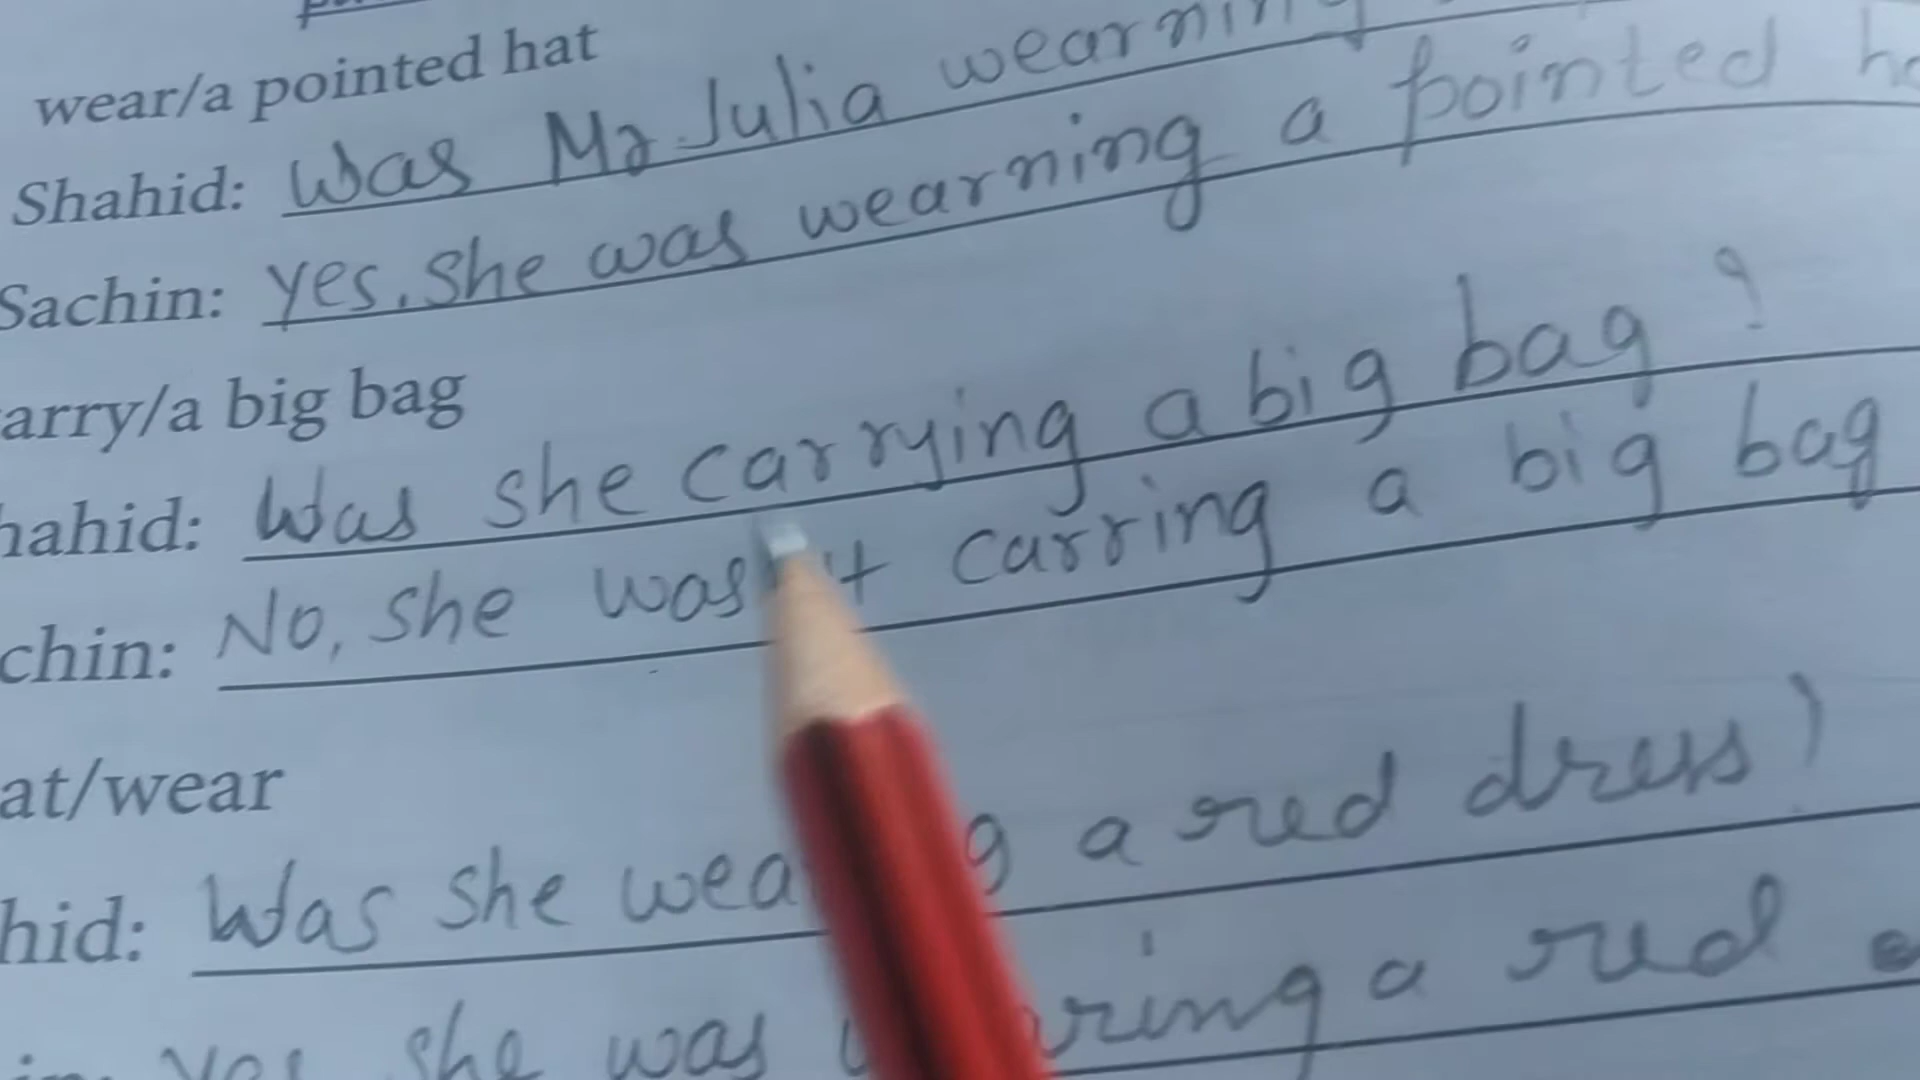 wear/a pointed hat
Shahid: Was Mr Julia wearning
Sachin: yes, She was wearning a pointed
arry/a big bag
hahid: Was she carrying a big bag?
chin: No, she carring a big bag
at/wear
hid: Was She a red dress?
yes she was a red